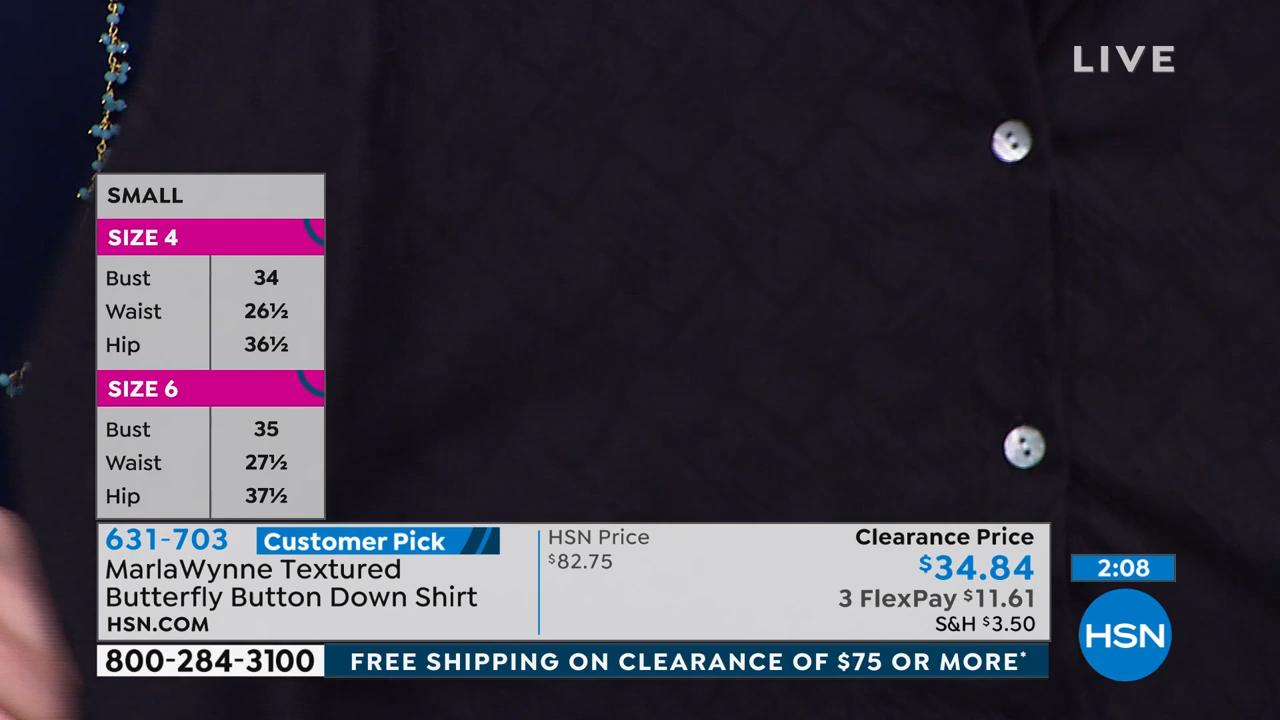 LIVE
SMALL
SIZE 4
Bust 34
Waist 26½
Hip 36½
SIZE 6
Bust 35
Waist 27½
Hip 37½
631-703 Customer Pick
MarlaWynne Textured
Butterfly Button Down Shirt
HSN.COM
HSN Price
$82.75
Clearance Price
$34.84
3 FlexPay $11.61
S&H $3.50
2:08
HSN
800-284-3100 FREE SHIPPING ON CLEARANCE OF $75 OR MORE*